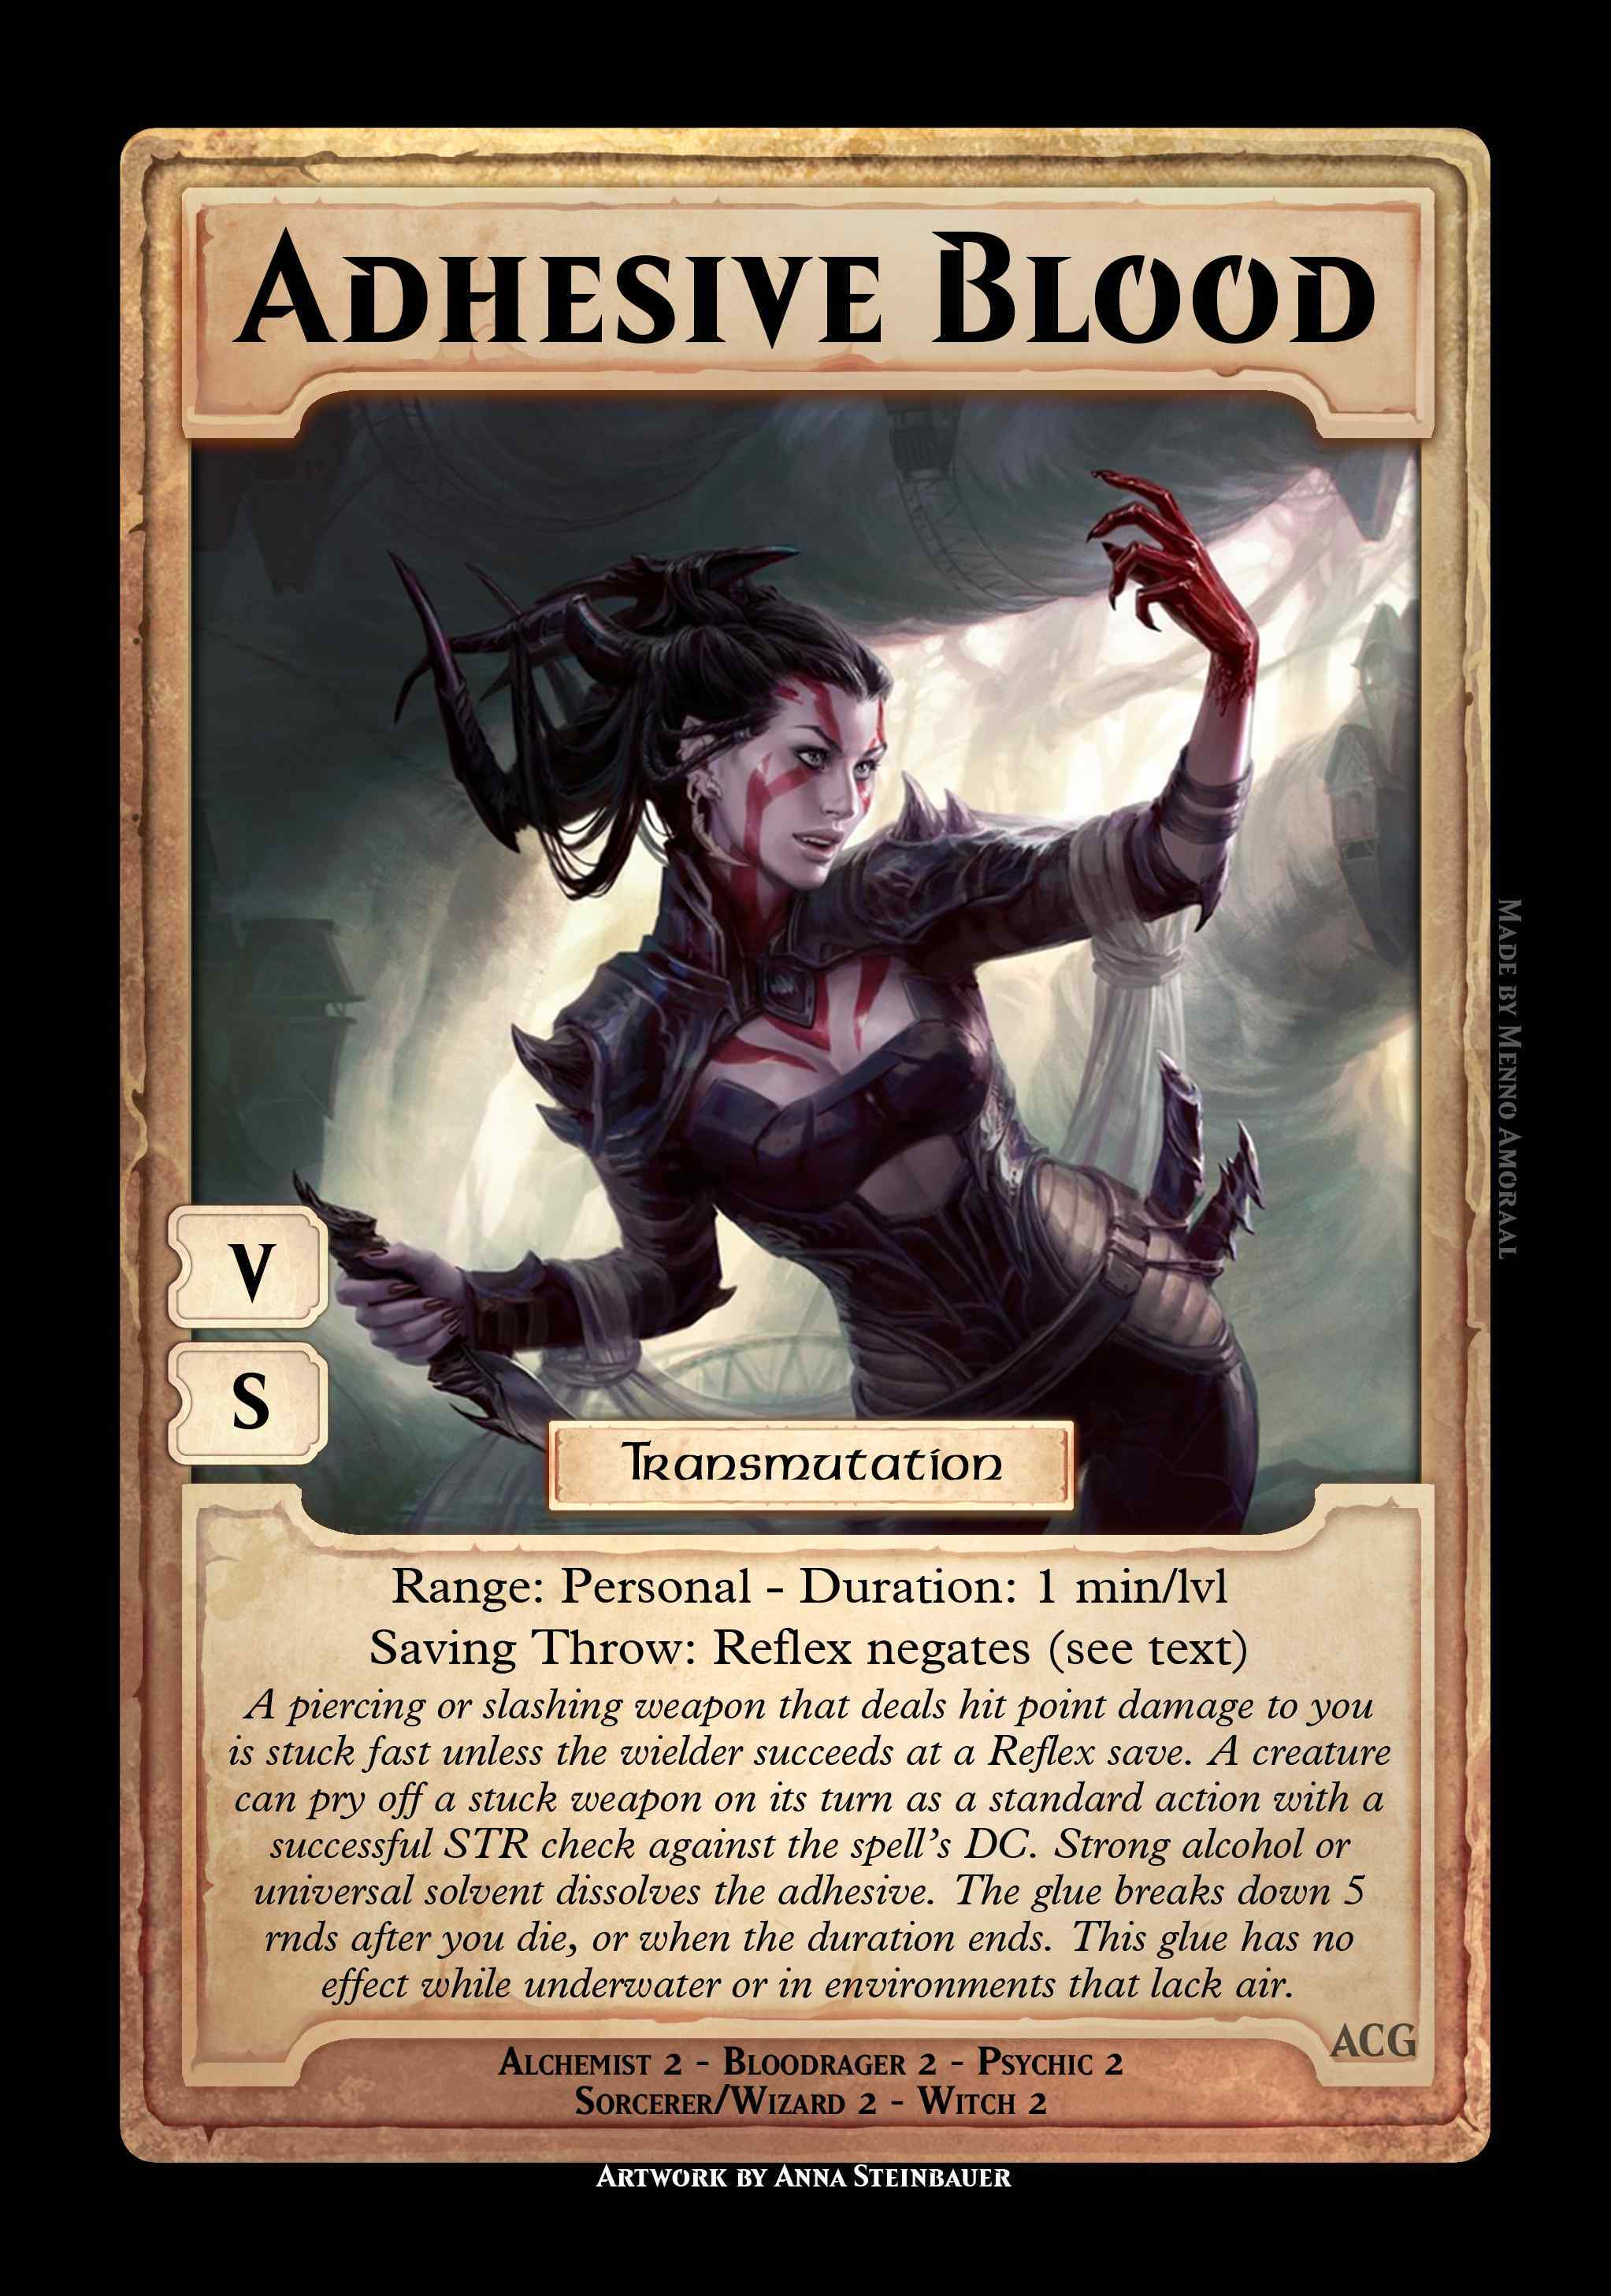 Adhesive Blood
V
S
Transmutation
Range: Personal - Duration: 1 min/lvl
Saving Throw: Reflex negates (see text)
A piercing or slashing weapon that deals hit point damage to you
is stuck fast unless the wielder succeeds at a Reflex save. A creature
can pry off a stuck weapon on its turn as a standard action with a
successful STR check against the spell's DC. Strong alcohol or
universal solvent dissolves the adhesive. The glue breaks down 5
rnds after you die, or when the duration ends. This glue has no
effect while underwater or in environments that lack air.
ACG
Alchemist 2 - Bloodrager 2 - Psychic 2
Sorcerer/Wizard 2 - Witch 2
Artwork by Anna Steinbauer
Made by Menno Amoraal